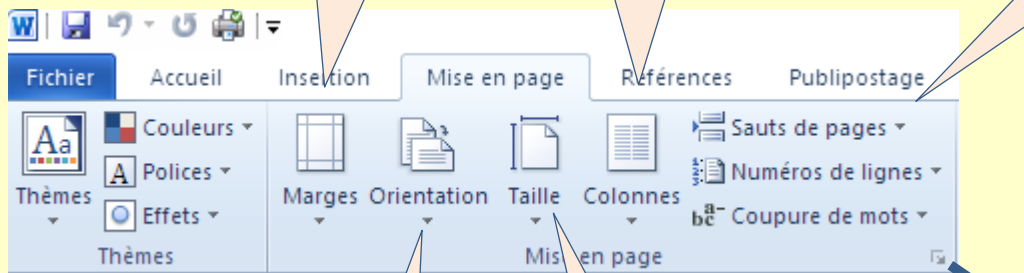 Fichier Accueil Insertion Mise en page Références Publipostage
Couleurs Sauts de pages
Polices Numéros de lignes
Thèmes Marges Orientation Taille Colonnes
Effets Coupure de mots
Thèmes Mise en page